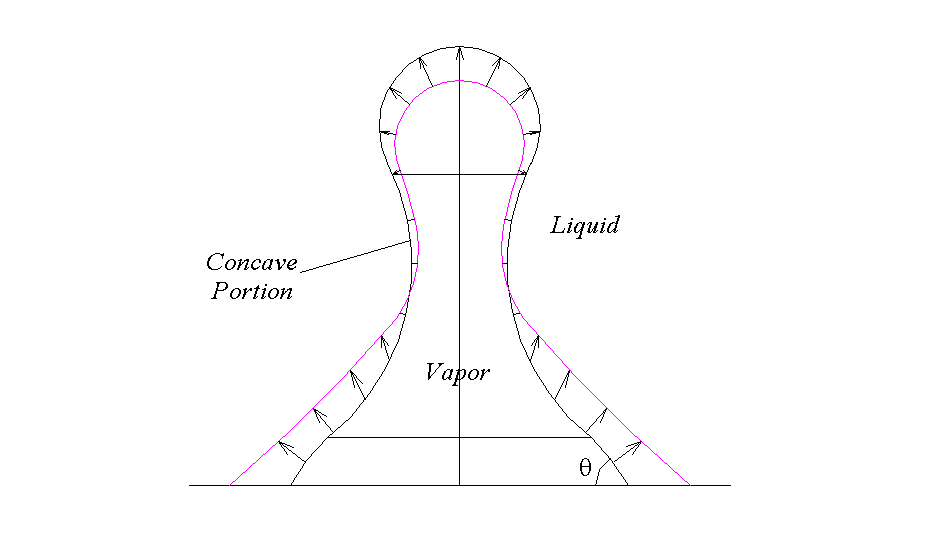 Liquid
Concave
Portion
Vapor
θ